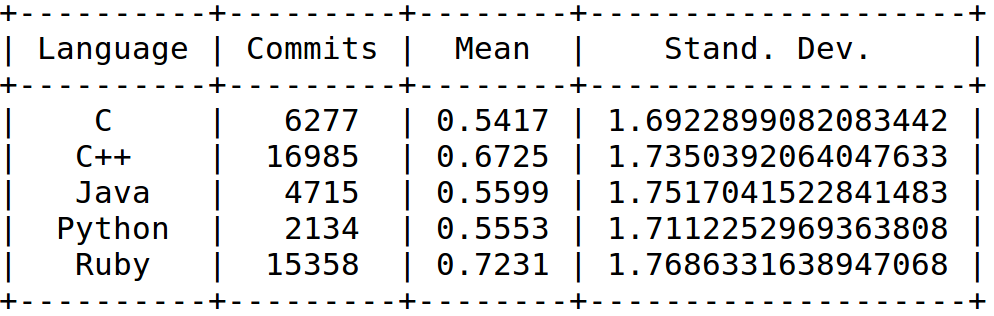 +----------+---------+--------+--------------------+
| Language | Commits |  Mean  |    Stand. Dev.     |
+----------+---------+--------+--------------------+
|    C     |   6277  | 0.5417 | 1.6922899082083442 |
|   C++    |  16985  | 0.6725 | 1.7350392064047633 |
|   Java   |   4715  | 0.5599 | 1.7517041522841483 |
|  Python  |   2134  | 0.5553 | 1.7112252969363808 |
|   Ruby   |  15358  | 0.7231 | 1.7686331638947068 |
+----------+---------+--------+--------------------+